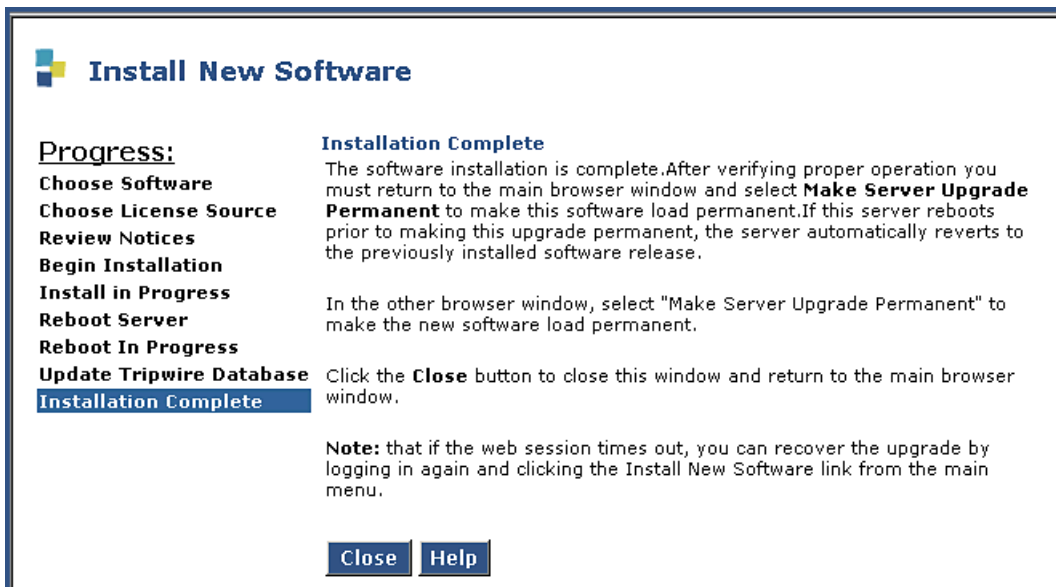 Install New Software
Progress:
Choose Software
Choose License Source
Review Notices
Begin Installation
Install in Progress
Reboot Server
Reboot In Progress
Update Tripwire Database
Installation Complete
Installation Complete
The software installation is complete.After verifying proper operation you
must return to the main browser window and select Make Server Upgrade
Permanent to make this software load permanent.If this server reboots
prior to making this upgrade permanent, the server automatically reverts to
the previously installed software release.
In the other browser window, select "Make Server Upgrade Permanent" to
make the new software load permanent.
Click the Close button to close this window and return to the main browser
window.
Note: that if the web session times out, you can recover the upgrade by
logging in again and clicking the Install New Software link from the main
menu.
Close Help